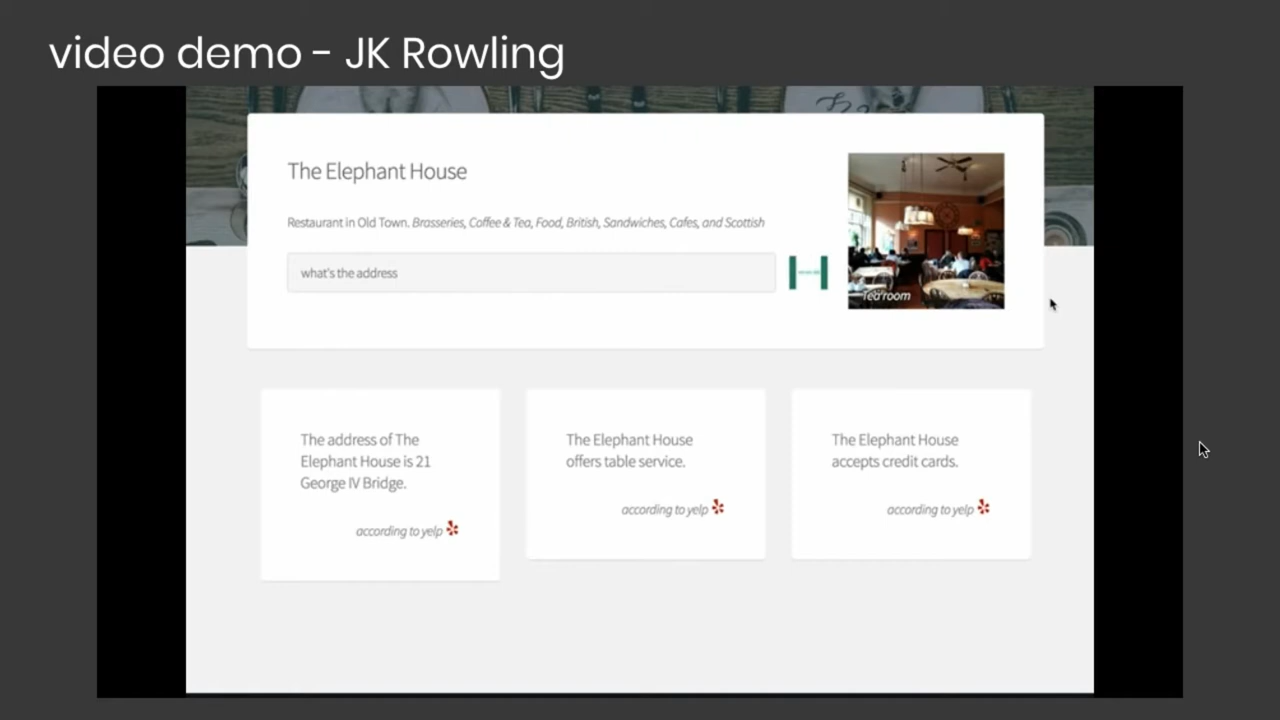 video demo - JK Rowling
The Elephant House
Restaurant in Old Town. Brasseries, Coffee & Tea, Food, British, Sandwiches, Cafes, and Scottish
what's the address
Tea room
The address of The
Elephant House is 21
George IV Bridge.
according to yelp
The Elephant House
offers table service.
according to yelp
The Elephant House
accepts credit cards.
according to yelp